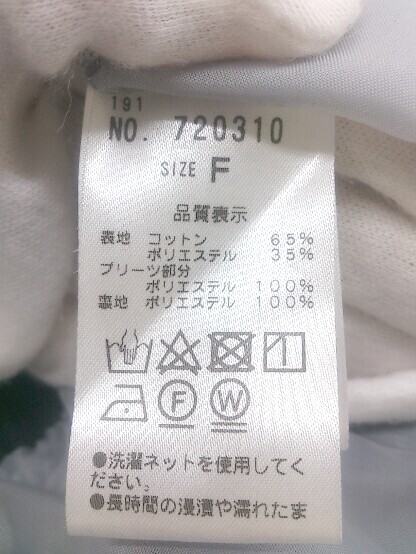 191
NO. 720310
SIZE F
品質表示
表地 コットン 65%
ポリエステル 35%
プリーツ部分
ポリエステル 100%
裏地 ポリエステル 100%
F W
●洗濯ネットを使用してく
ださい。
●長時間の浸漬や濡れたま